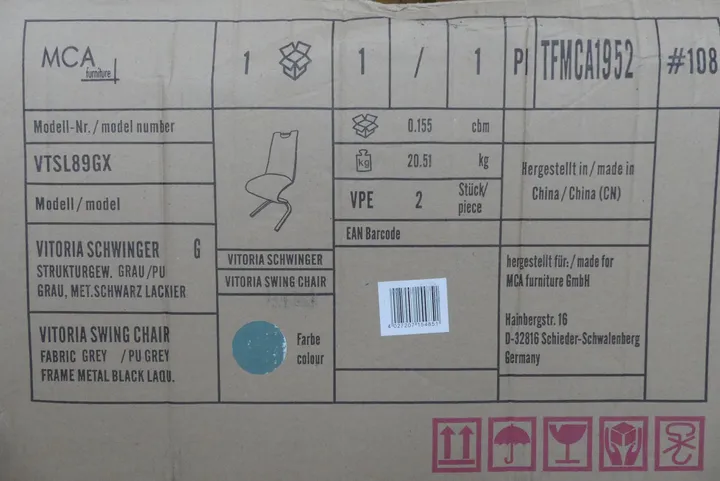 MCA
furniture
1
1 / 1
PI
TFMCA1952
#108
Modell-Nr. / model number
VTSL89GX
Modell / model
VITORIA SCHWINGER G
STRUKTURGEW. GRAU/PU
GRAU, MET.SCHWARZ LACKIER
VITORIA SWING CHAIR
FABRIC GREY / PU GREY
FRAME METAL BLACK LAQU.
VITORIA SCHWINGER
VITORIA SWING CHAIR
Farbe
colour
0.155 cbm
kg 20.51 kg
VPE 2 Stück/
piece
EAN Barcode
Hergestellt in / made in
China / China (CN)
hergestellt für: / made for
MCA furniture GmbH
Hainbergstr. 16
D-32816 Schieder-Schwalenberg
Germany